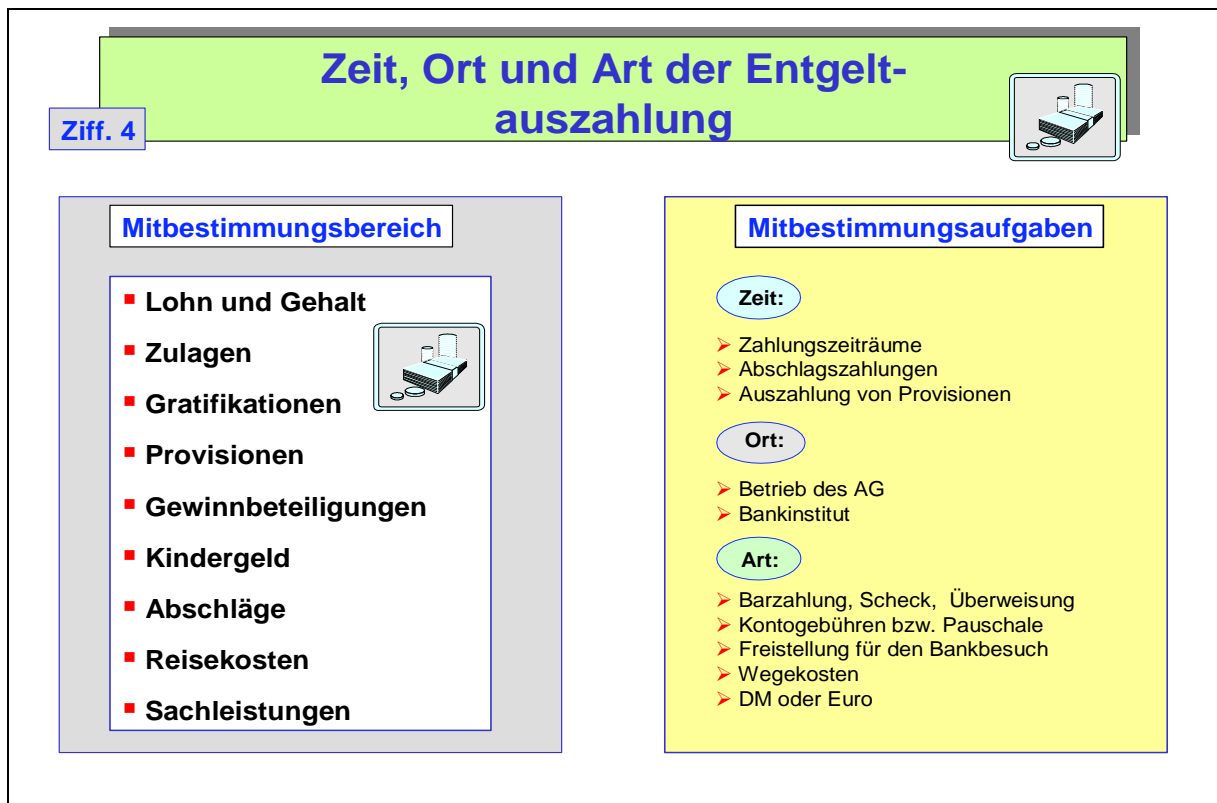 Zeit, Ort und Art der Entgelt-
auszahlung
Ziff. 4
Mitbestimmungsbereich
Lohn und Gehalt
Zulagen
Gratifikationen
Provisionen
Gewinnbeteiligungen
Kindergeld
Abschläge
Reisekosten
Sachleistungen
Mitbestimmungsaufgaben
Zeit:
Zahlungszeiträume
Abschlagszahlungen
Auszahlung von Provisionen
Ort:
Betrieb des AG
Bankinstitut
Art:
Barzahlung, Scheck, Überweisung
Kontogebühren bzw. Pauschale
Freistellung für den Bankbesuch
Wegekosten
DM oder Euro